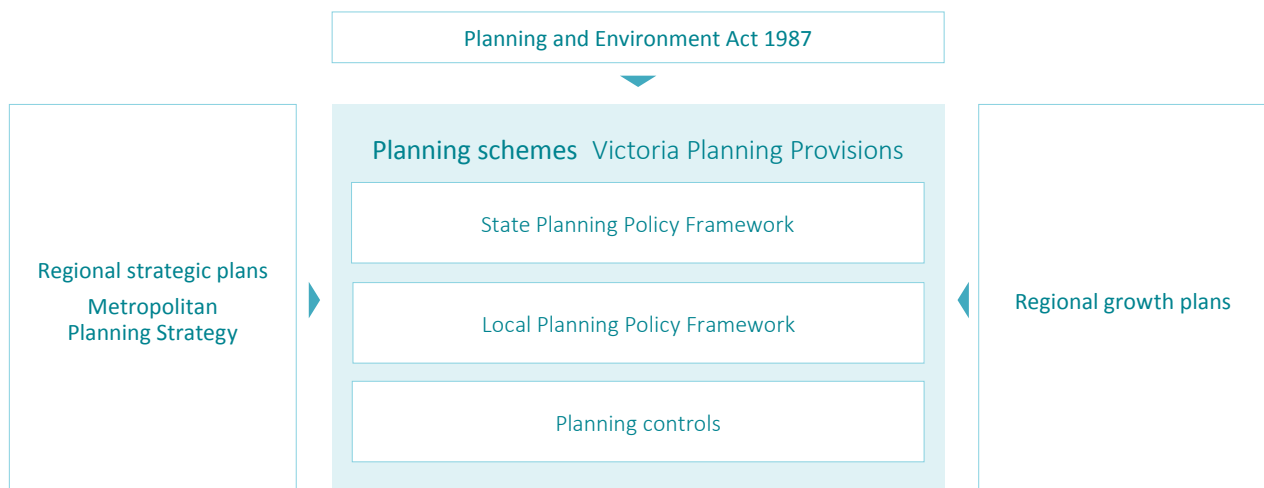 Planning and Environment Act 1987
Planning schemes Victoria Planning Provisions
State Planning Policy Framework
Regional strategic plans
Metropolitan
Planning Strategy
Local Planning Policy Framework
Regional growth plans
Planning controls